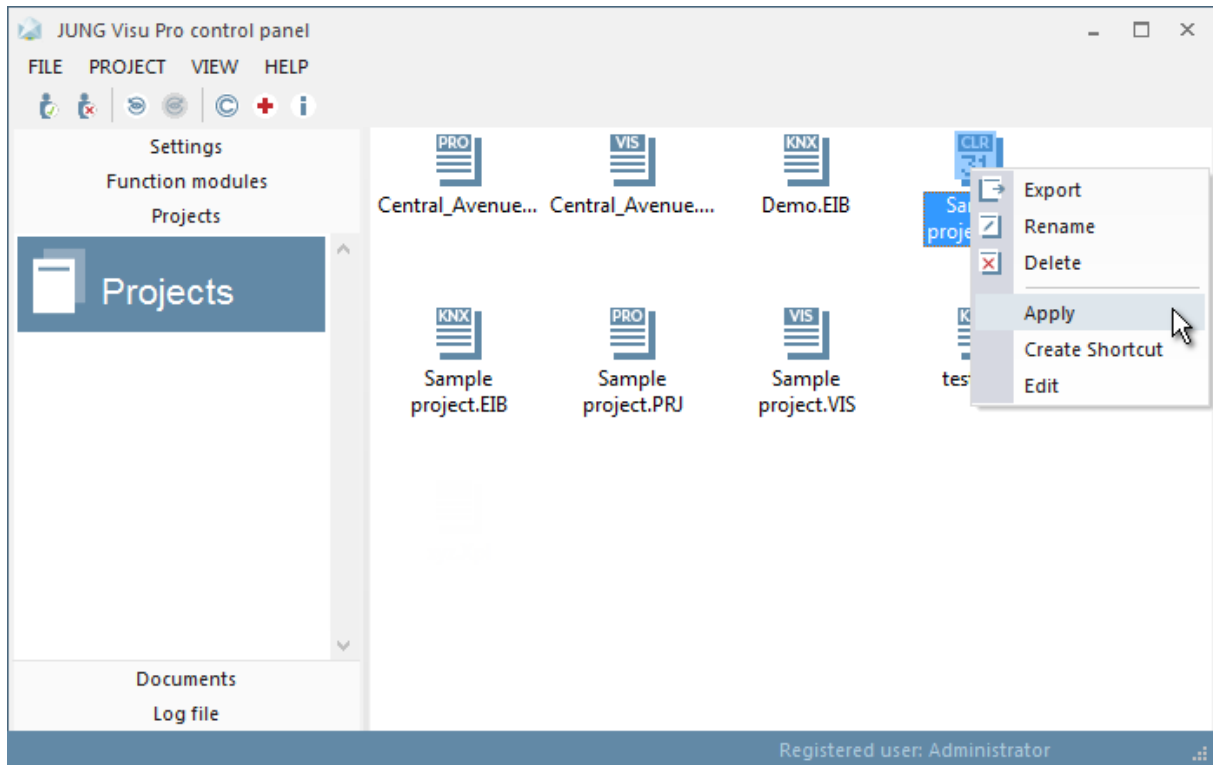 JUNG Visu Pro control panel
FILE PROJECT VIEW HELP
Settings
Function modules
Projects
Projects
Documents
Log file
PRO
Central_Avenue...
VIS
Central_Avenue....
KNX
Demo.EIB
CLR
31
Export
Rename
Delete
Apply
Create Shortcut
Edit
KNX
Sample
project.EIB
PRO
Sample
project.PRJ
VIS
Sample
project.VIS
Registered user: Administrator